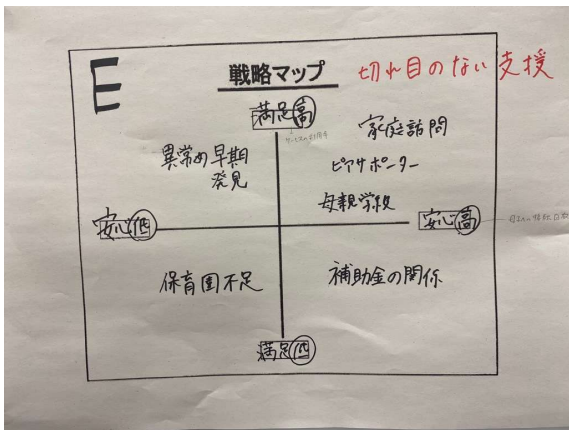 E
戦略マップ
切れ目のない支援
満足高
家庭訪問
異常の早期
発見
ピアサポーター
母親学級
安心低
安心高
保育園不足
補助金の関係
満足低